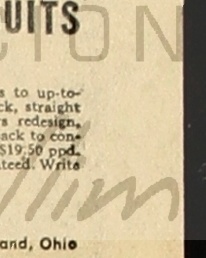 UITS
s to up-to-
ck, straight
s redesign,
ack to con-
$19.50 ppd.
teed. Write
and, Ohio